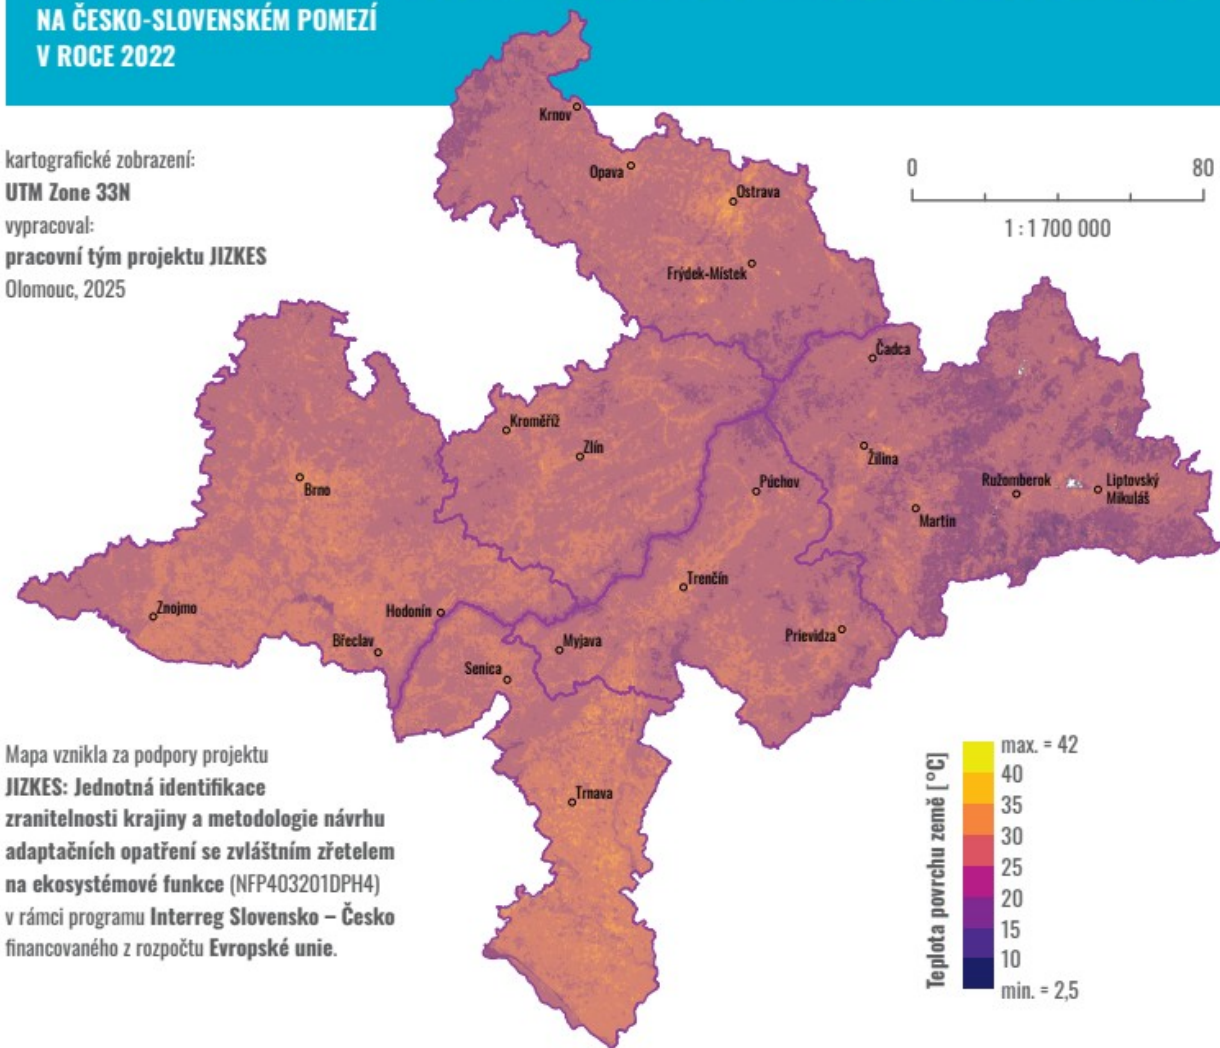 NA ČESKO-SLOVENSKÉM POMEZÍ
V ROCE 2022
kartografické zobrazení:
UTM Zone 33N
vypracoval:
pracovní tým projektu JIZKES
Olomouc, 2025
0 80
1 : 1 700 000
Krnov
Opava
Ostrava
Frýdek-Místek
Čadca
Kroměříž
Zlín
Žilina
Brno
Púchov
Ružomberok
Liptovský
Mikuláš
Martin
Trenčín
Znojmo
Hodonín
Břeclav
Myjava
Prievidza
Senica
Trnava
Mapa vznikla za podpory projektu
JIZKES: Jednotná identifikace
zranitelnosti krajiny a metodologie návrhu
adaptačních opatření se zvláštním zřetelem
na ekosystémové funkce (NFP403201DPH4)
v rámci programu Interreg Slovensko – Česko
financovaného z rozpočtu Evropské unie.
Teplota povrchu země [°C]
max. = 42
40
35
30
25
20
15
10
min. = 2,5